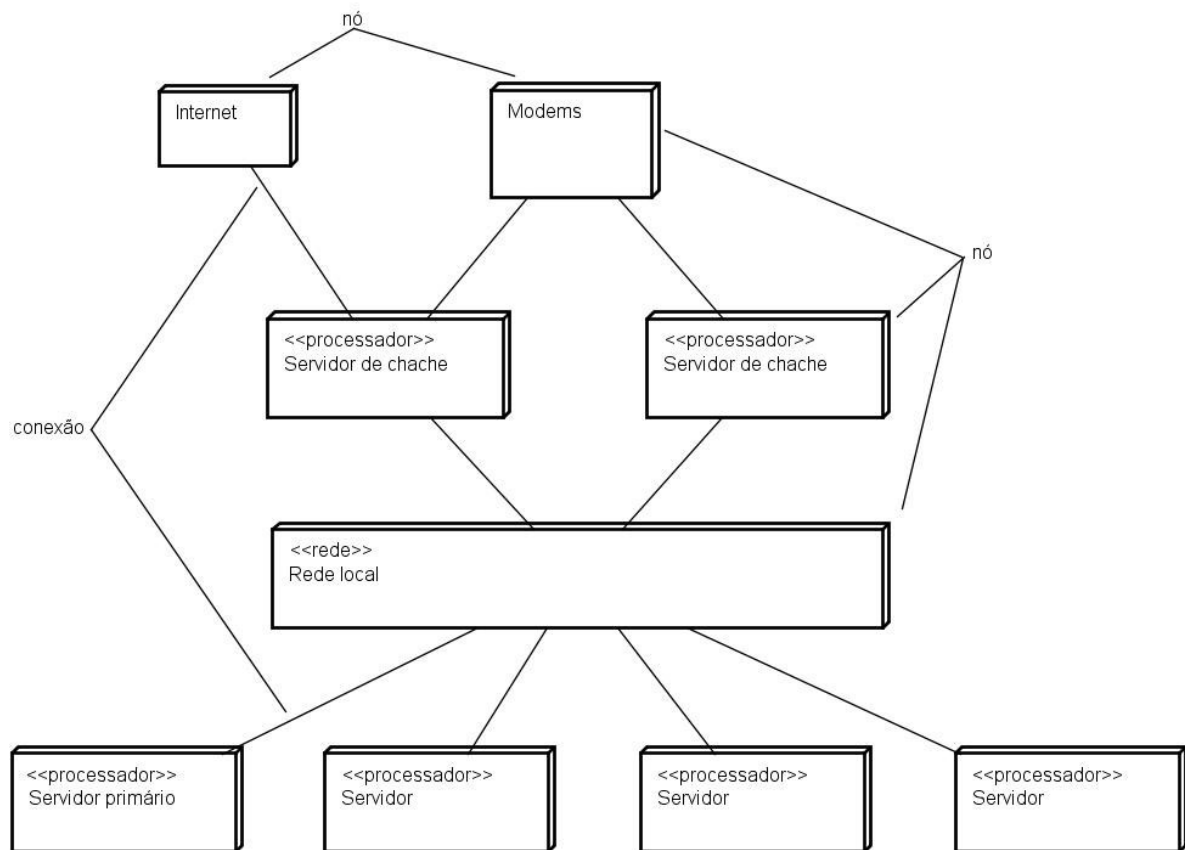 nó
Internet
Modems
nó
<<processador>>
Servidor de chache
<<processador>>
Servidor de chache
conexão
<<rede>>
Rede local
<<processador>>
Servidor primário
<<processador>>
Servidor
<<processador>>
Servidor
<<processador>>
Servidor